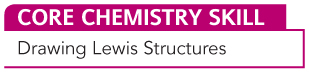 CORE CHEMISTRY SKILL
Drawing Lewis Structures